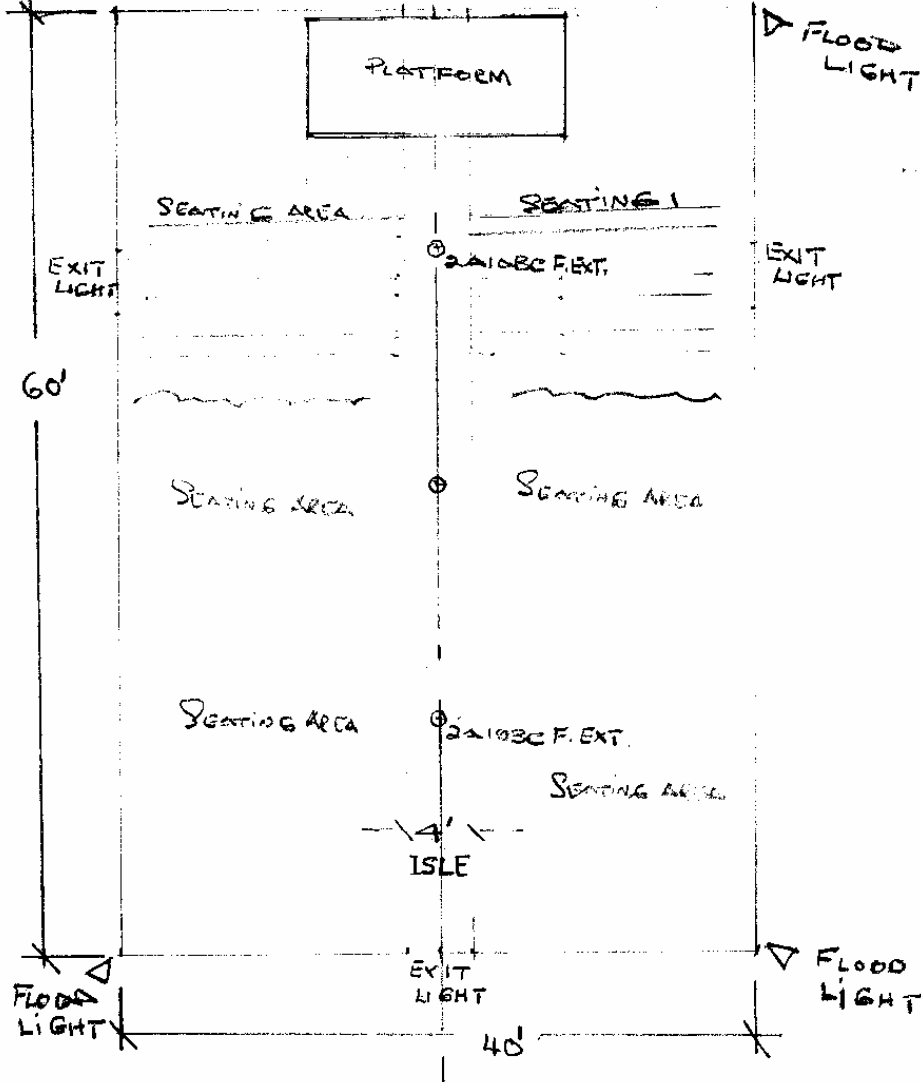 PLATFORM
FLOOD
LIGHT
SEATING AREA
SEATING
EXIT
LIGHT
2A10BC F.EXT.
EXIT
LIGHT
60'
SEATING AREA
SEATING AREA
SEATING AREA
2A10BC F. EXT.
SEATING AREA
4'
ISLE
EXIT
LIGHT
FLOOD
LIGHT
FLOOD
LIGHT
40'